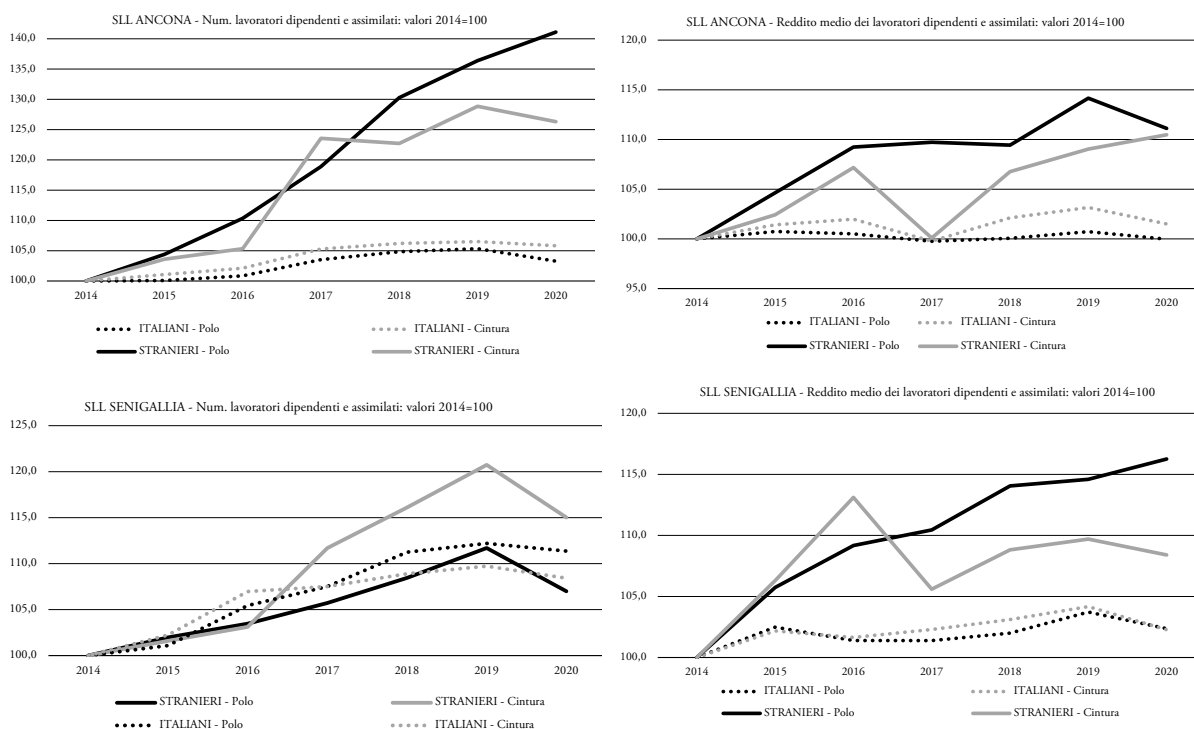 SLL ANCONA - Num. lavoratori dipendenti e assimilati: valori 2014=100
140,0
135,0
130,0
125,0
120,0
115,0
110,0
105,0
100,0
2014 2015 2016 2017 2018 2019 2020
ITALIANI - Polo ITALIANI - Cintura
STRANIERI - Polo STRANIERI - Cintura
SLL ANCONA - Reddito medio dei lavoratori dipendenti e assimilati: valori 2014=100
120,0
115,0
110,0
105,0
100,0
95,0
2014 2015 2016 2017 2018 2019 2020
ITALIANI - Polo ITALIANI - Cintura
STRANIERI - Polo STRANIERI - Cintura
SLL SENIGALLIA - Num. lavoratori dipendenti e assimilati: valori 2014=100
125,0
120,0
115,0
110,0
105,0
100,0
2014 2015 2016 2017 2018 2019 2020
STRANIERI - Polo STRANIERI - Cintura
ITALIANI - Polo ITALIANI - Cintura
SLL SENIGALLIA - Reddito medio dei lavoratori dipendenti e assimilati: valori 2014=100
120,0
115,0
110,0
105,0
100,0
2014 2015 2016 2017 2018 2019 2020
ITALIANI - Polo ITALIANI - Cintura
STRANIERI - Polo STRANIERI - Cintura